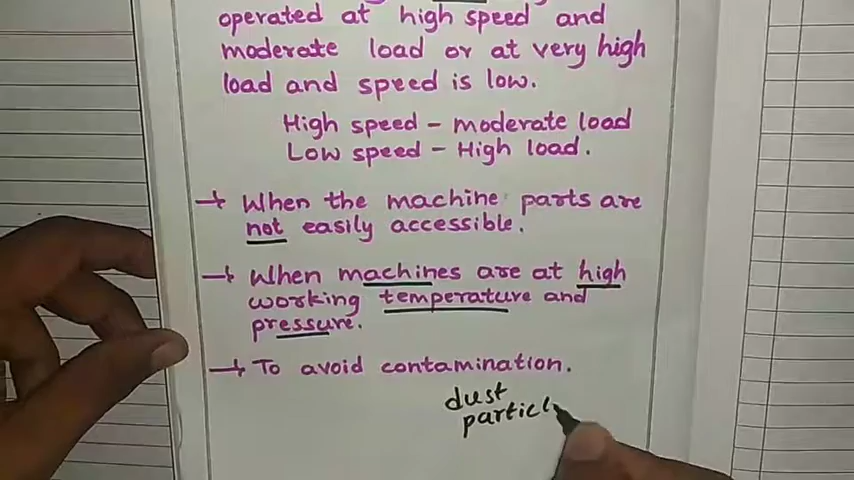 operated at high speed and
moderate load or at very high
load and speed is low.
High speed - moderate load
Low speed - High load.
→ When the machine parts are
not easily accessible.
→ When machines are at high
working temperature and
pressure.
→ To avoid contamination.
dust
particl